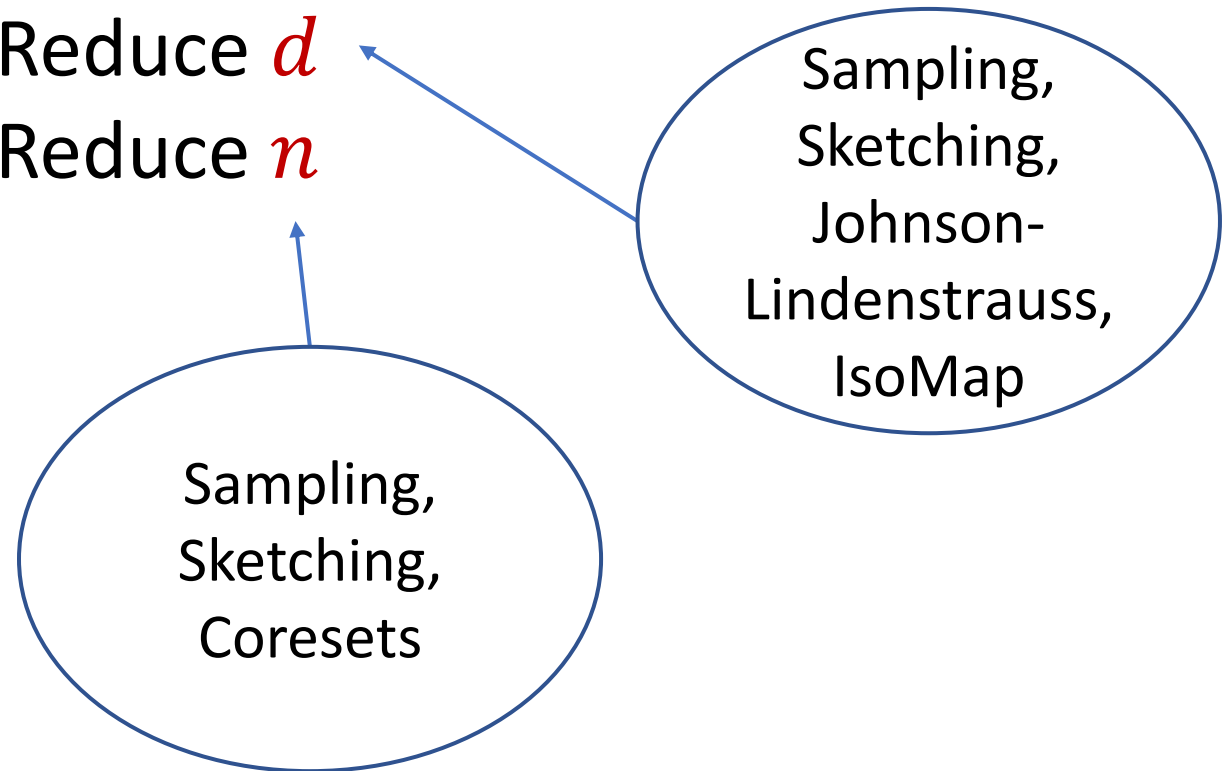 Reduce d
Reduce n
Sampling,
Sketching,
Johnson-
Lindenstrauss,
IsoMap
Sampling,
Sketching,
Coresets